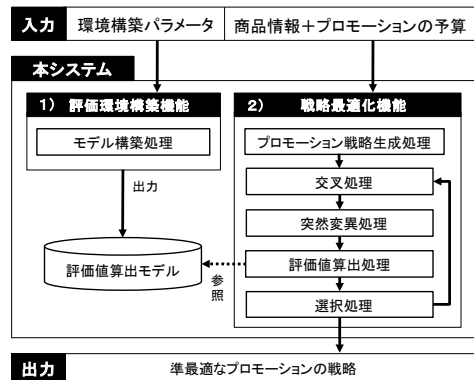 入力 環境構築パラメータ 商品情報＋プロモーションの予算
本システム
1) 評価環境構築機能
モデル構築処理
出力
評価値算出モデル
2) 戦略最適化機能
プロモーション戦略生成処理
交叉処理
突然変異処理
評価値算出処理
参照
選択処理
出力 準最適なプロモーションの戦略